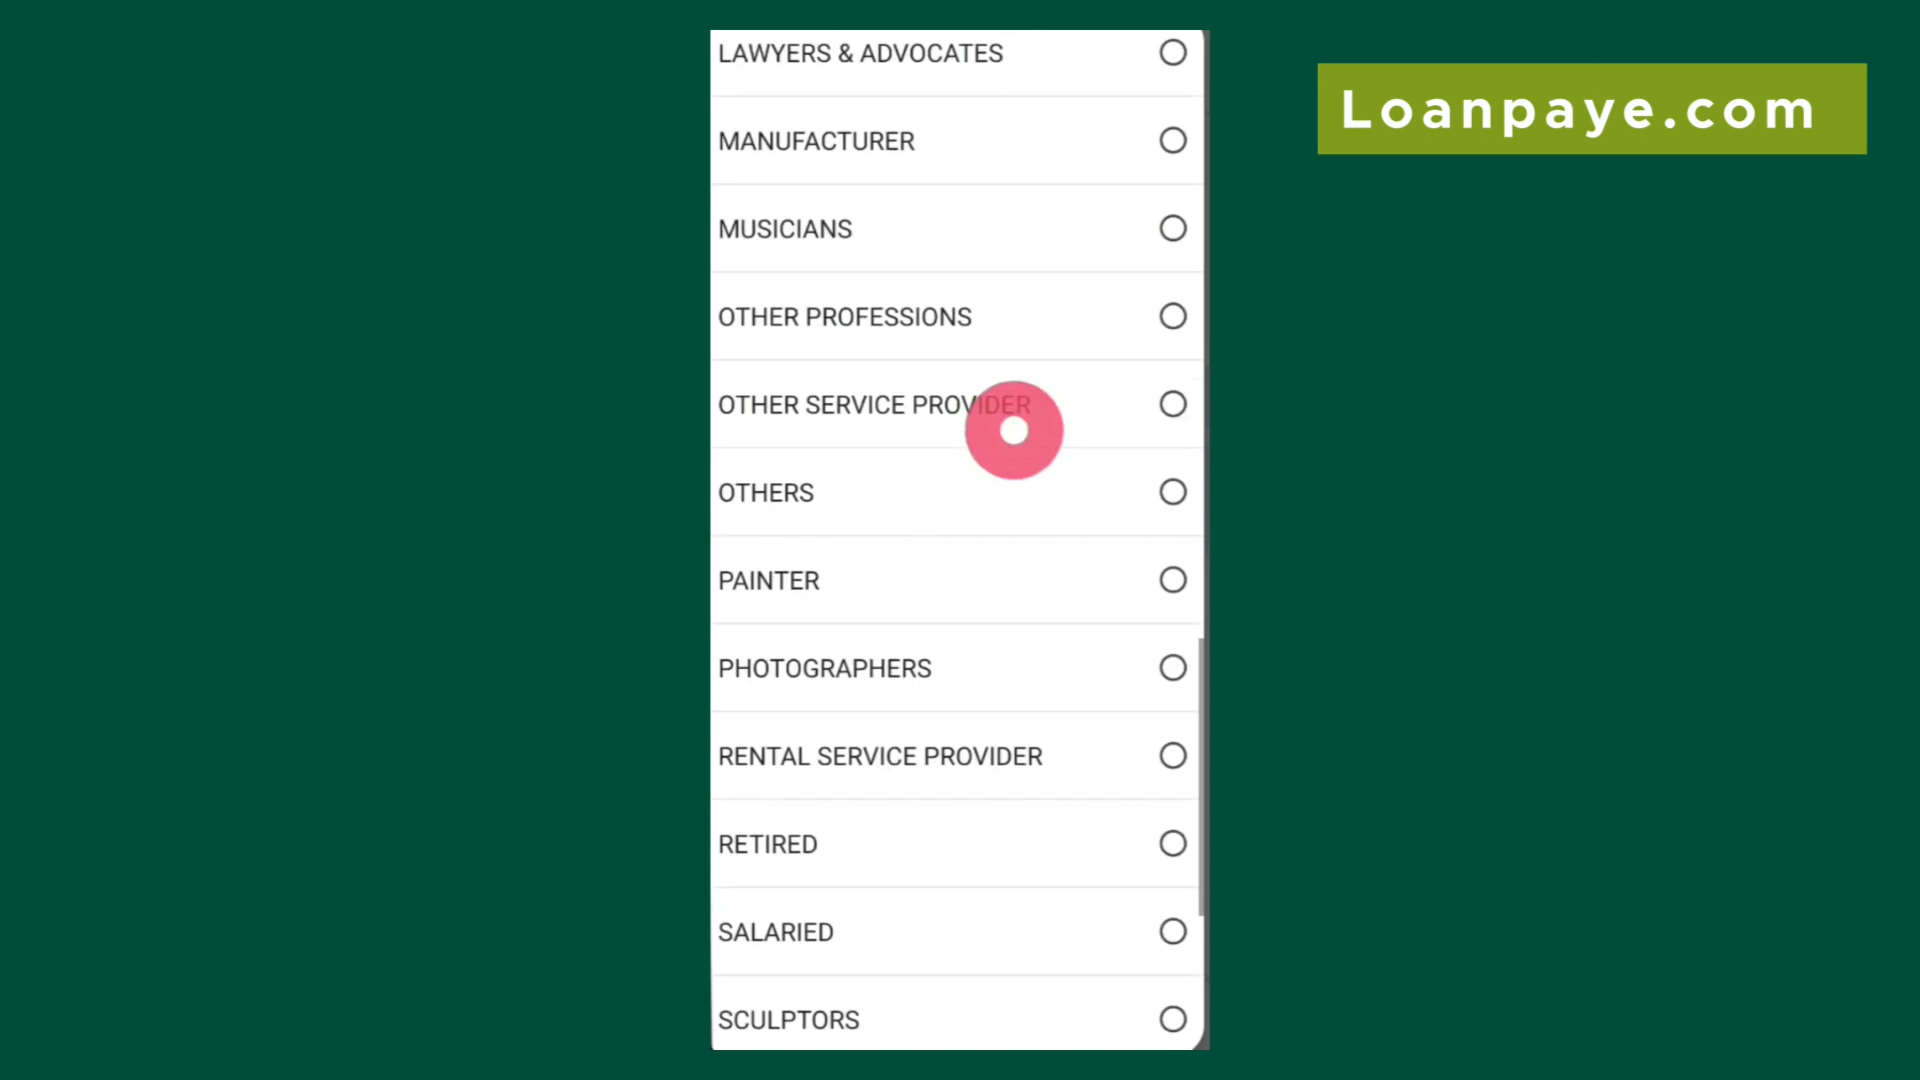 LAWYERS & ADVOCATES
Loanpaye.com
MANUFACTURER
MUSICIANS
OTHER PROFESSIONS
OTHER SERVICE PROVIDER
OTHERS
PAINTER
PHOTOGRAPHERS
RENTAL SERVICE PROVIDER
RETIRED
SALARIED
SCULPTORS